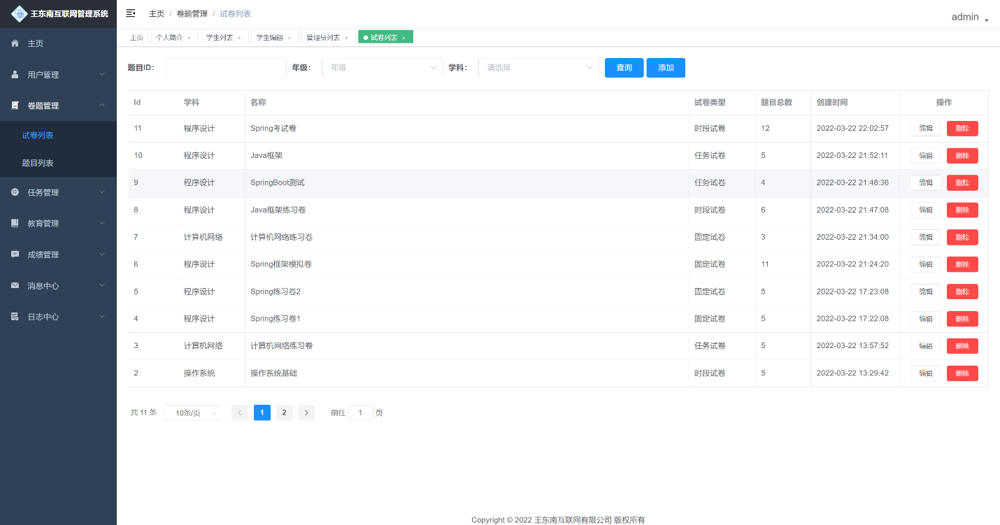 王东南互联网管理系统
主页 / 卷题管理 / 试卷列表
admin
主页 个人简介 × 学生列表 × 学生编辑 × 管理员列表 × 试卷列表 ×
主页
用户管理
卷题管理
试卷列表
题目列表
任务管理
教育管理
成绩管理
消息中心
日志中心
题目ID： 年级： 年级 学科： 请选择 查询 添加
Id 学科 名称 试卷类型 题目总数 创建时间 操作
11 程序设计 Spring考试卷 时段试卷 12 2022-03-22 22:02:57 编辑 删除
10 程序设计 Java框架 任务试卷 5 2022-03-22 21:52:11 编辑 删除
9 程序设计 SpringBoot测试 任务试卷 4 2022-03-22 21:48:36 编辑 删除
8 程序设计 Java框架练习卷 时段试卷 6 2022-03-22 21:47:08 编辑 删除
7 计算机网络 计算机网络练习卷 固定试卷 3 2022-03-22 21:34:00 编辑 删除
6 程序设计 Spring框架模拟卷 固定试卷 11 2022-03-22 21:24:20 编辑 删除
5 程序设计 Spring练习卷2 固定试卷 5 2022-03-22 17:23:08 编辑 删除
4 程序设计 Spring练习卷1 固定试卷 5 2022-03-22 17:22:08 编辑 删除
3 计算机网络 计算机网络练习卷 任务试卷 5 2022-03-22 13:57:52 编辑 删除
2 操作系统 操作系统基础 时段试卷 5 2022-03-22 13:29:42 编辑 删除
共 11 条 10条/页 1 2 前往 1 页
Copyright © 2022 王东南互联网有限公司 版权所有